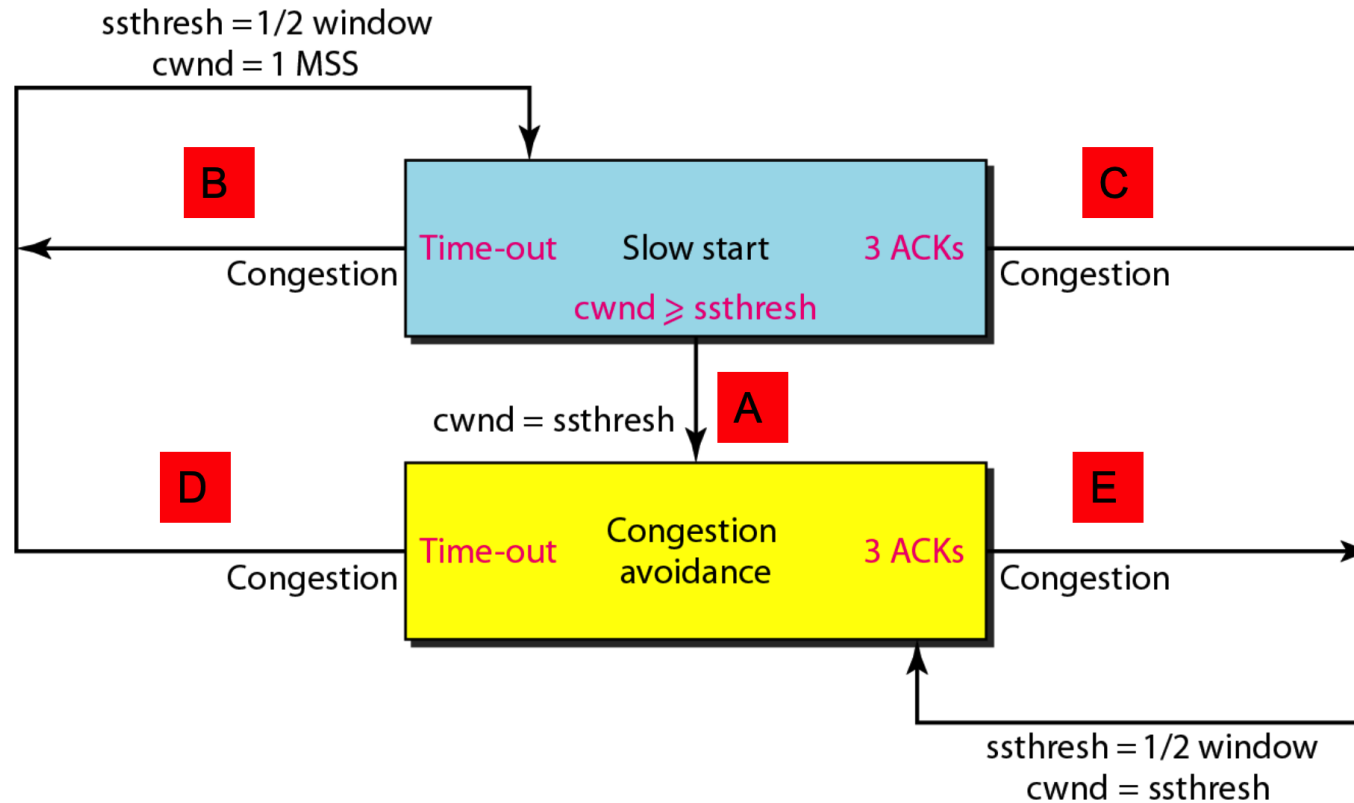 ssthresh = 1/2 window
cwnd = 1 MSS
B
C
Time-out
Slow start
3 ACKs
Congestion
Congestion
cwnd ⩾ ssthresh
A
cwnd = ssthresh
D
E
Time-out
Congestion
avoidance
3 ACKs
Congestion
Congestion
ssthresh = 1/2 window
cwnd = ssthresh